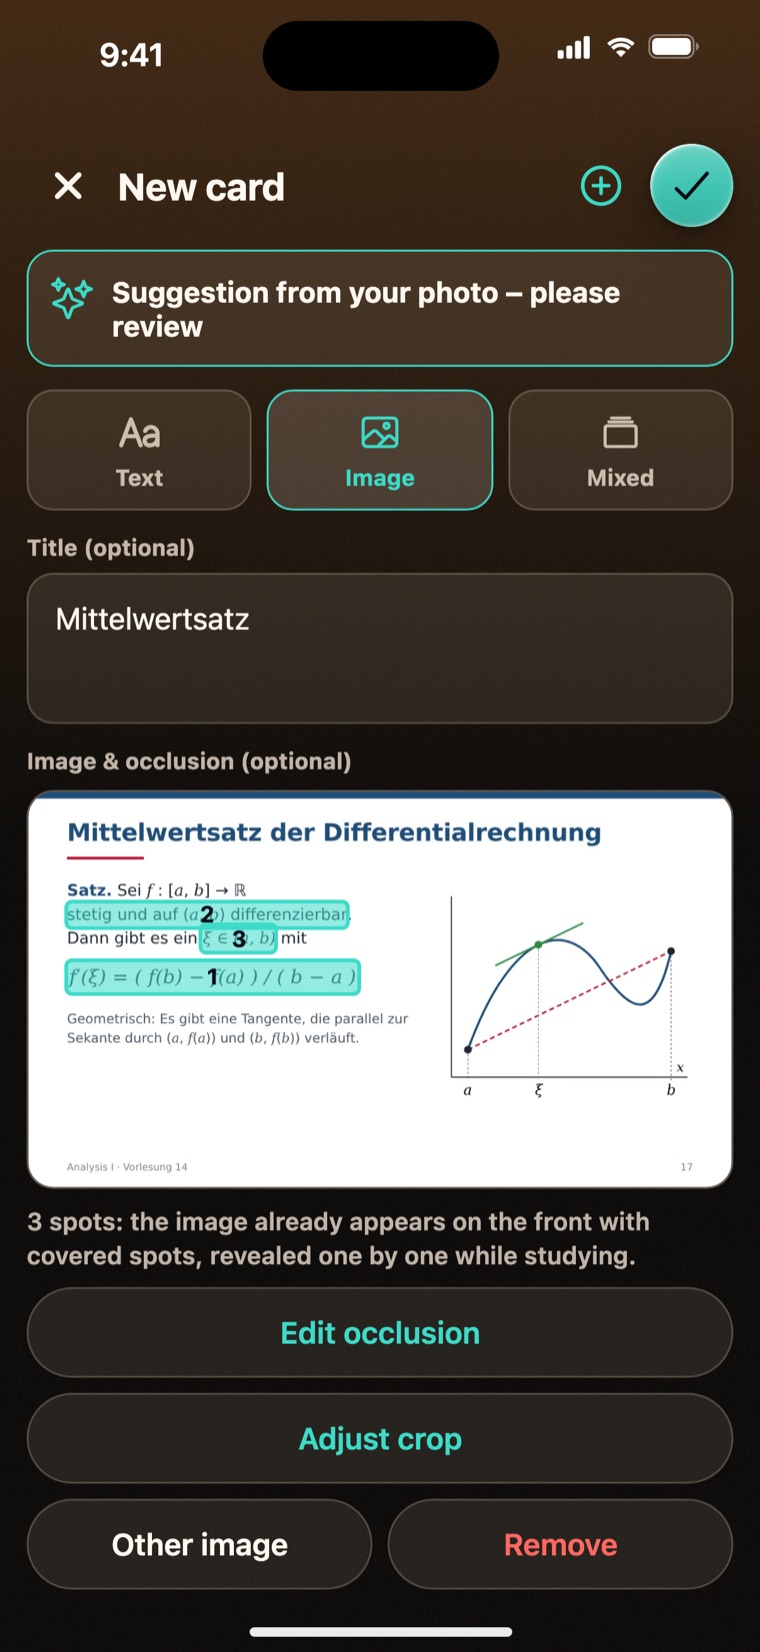 9:41
New card
Suggestion from your photo – please
review
Aa
Text
Image
Mixed
Title (optional)
Mittelwertsatz
Image & occlusion (optional)
Mittelwertsatz der Differentialrechnung
Satz. Sei f : [a, b] → ℝ
stetig und auf (a 2 ) differenzierbar.
Dann gibt es ein ξ ∈ 3, b) mit
f′(ξ) = ( f(b) − 1(a) ) / ( b − a )
Geometrisch: Es gibt eine Tangente, die parallel zur
Sekante durch (a, f(a)) und (b, f(b)) verläuft.
x
a ξ b
Analysis I · Vorlesung 14
17
3 spots: the image already appears on the front with
covered spots, revealed one by one while studying.
Edit occlusion
Adjust crop
Other image
Remove